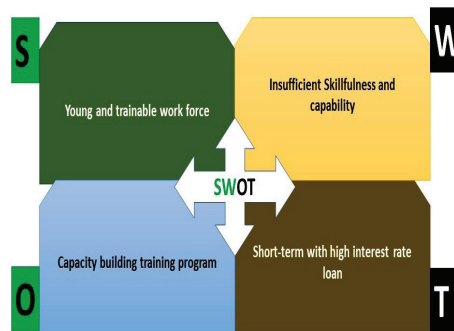 S
W
Young and trainable work force
Insufficient Skillfulness and
capability
SWOT
Capacity building training program
Short-term with high interest rate
loan
O
T